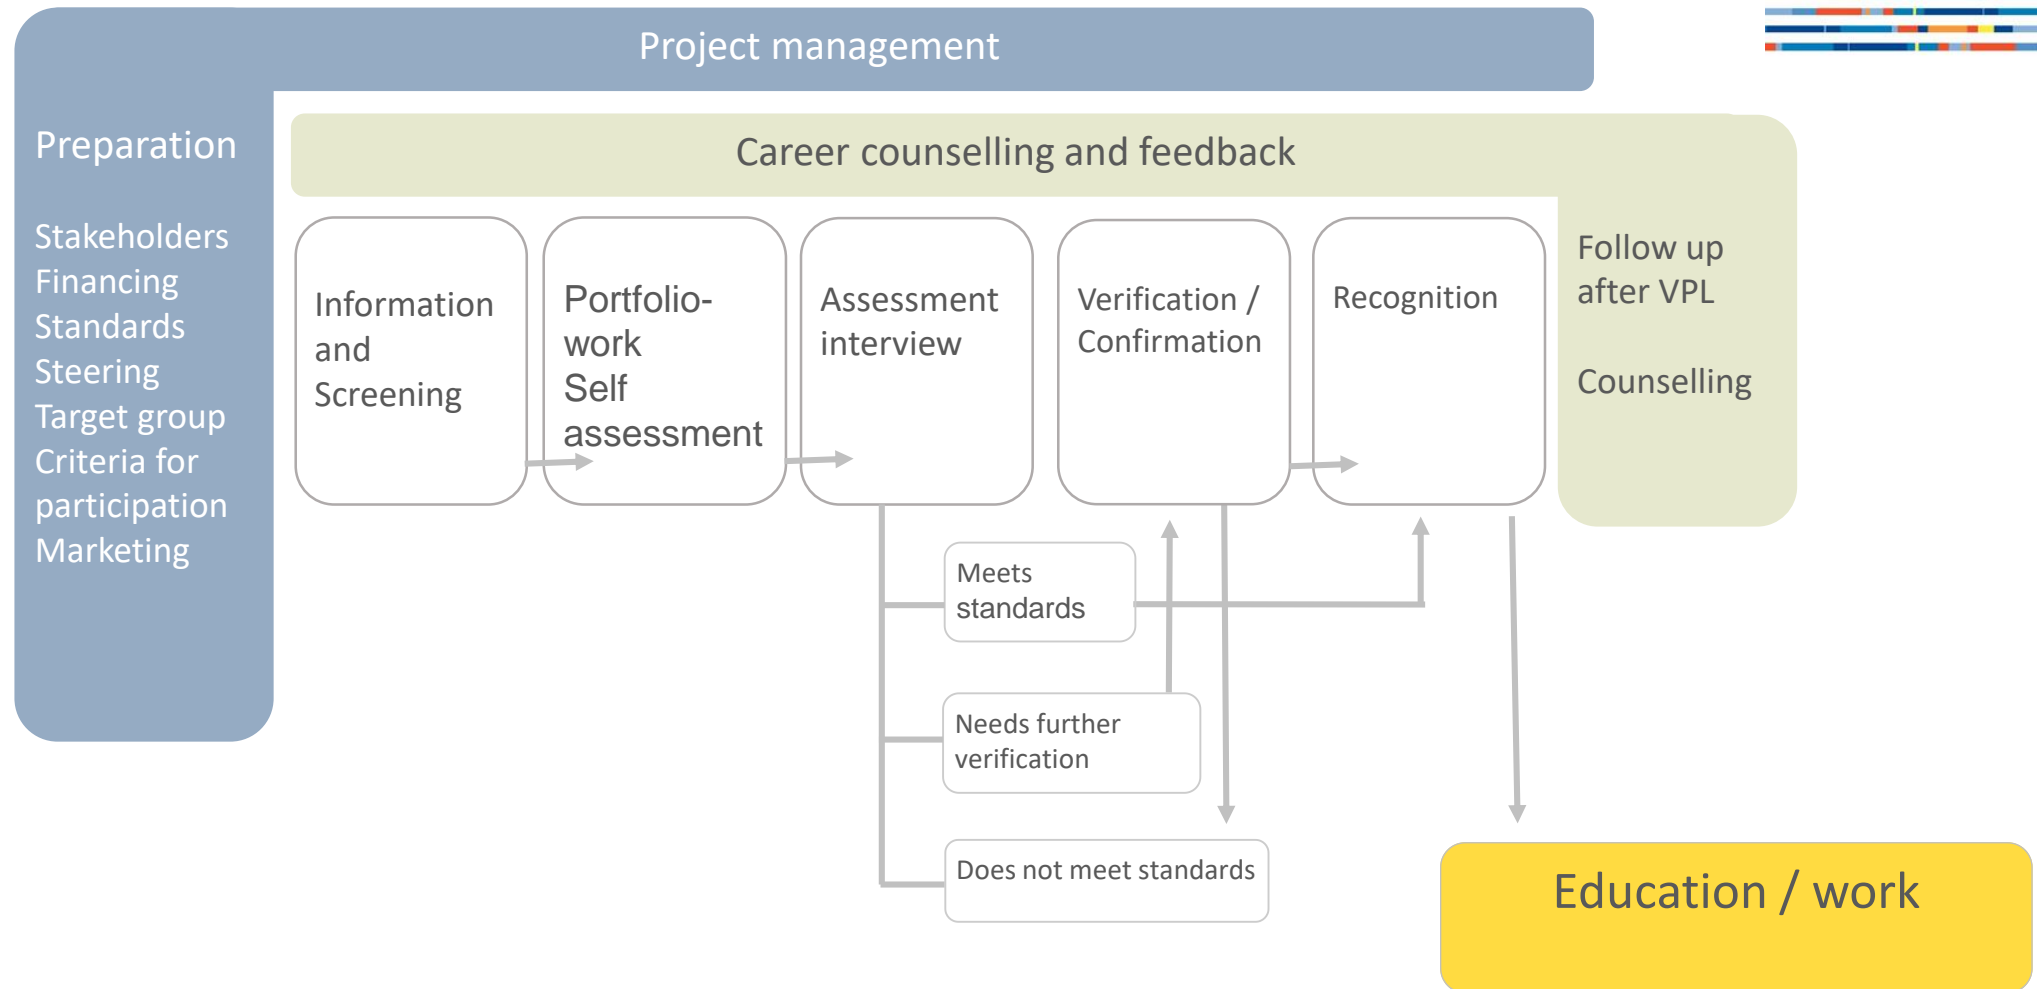 Project management
Preparation
Stakeholders
Financing
Standards
Steering
Target group
Criteria for
participation
Marketing
Career counselling and feedback
Information
and
Screening
Portfolio-
work
Self
assessment
Assessment
interview
Verification /
Confirmation
Recognition
Follow up
after VPL
Counselling
Meets
standards
Needs further
verification
Does not meet standards
Education / work